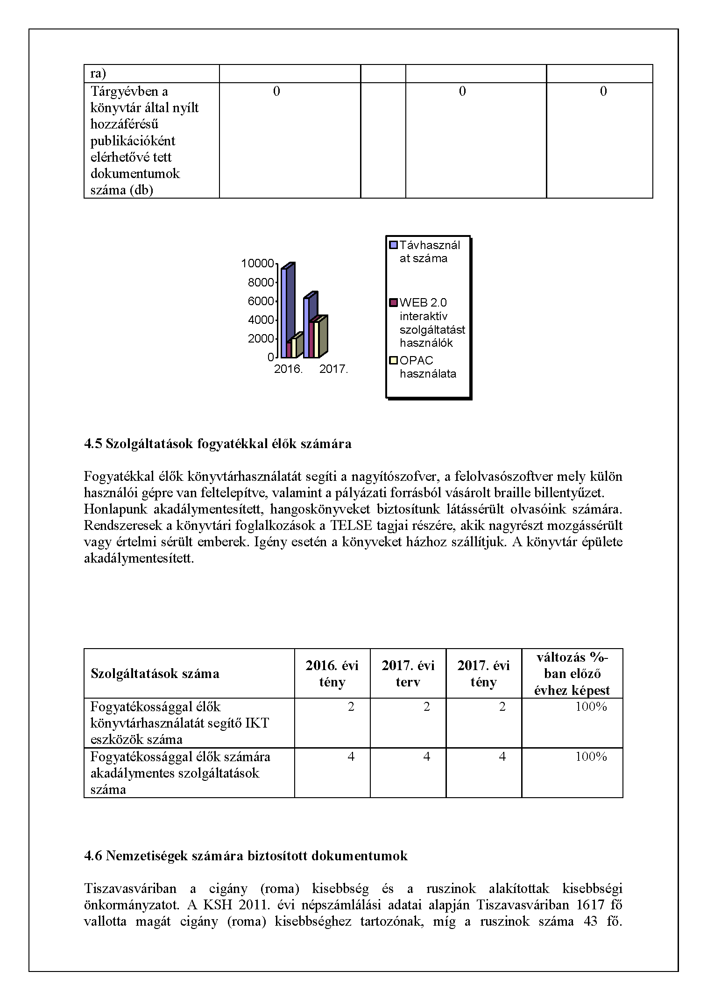 ra)
Tárgyévben a 0 0 0
könyvtár által nyílt
hozzáférésű
publikációként
elérhetővé tett
dokumentumok
száma (db)
10000
8000
6000
4000
2000
0
2016. 2017.
Távhasznál
at száma
WEB 2.0
interaktív
szolgáltatást
használók
OPAC
használata
4.5 Szolgáltatások fogyatékkal élők számára
Fogyatékkal élők könyvtárhasználatát segíti a nagyítószofver, a felolvasószoftver mely külön
használói gépre van feltelepítve, valamint a pályázati forrásból vásárolt braille billentyűzet.
Honlapunk akadálymentesített, hangoskönyveket biztosítunk látássérült olvasóink számára.
Rendszeresek a könyvtári foglalkozások a TELSE tagjai részére, akik nagyrészt mozgássérült
vagy értelmi sérült emberek. Igény esetén a könyveket házhoz szállítjuk. A könyvtár épülete
akadálymentesített.
Szolgáltatások száma
2016. évi
tény
2017. évi
terv
2017. évi
tény
változás %-
ban előző
évhez képest
Fogyatékossággal élők 2 2 2 100%
könyvtárhasználatát segítő IKT
eszközök száma
Fogyatékossággal élők számára 4 4 4 100%
akadálymentes szolgáltatások
száma
4.6 Nemzetiségek számára biztosított dokumentumok
Tiszavasváriban a cigány (roma) kisebbség és a ruszinok alakítottak kisebbségi
önkormányzatot. A KSH 2011. évi népszámlálási adatai alapján Tiszavasváriban 1617 fő
vallotta magát cigány (roma) kisebbséghez tartozónak, míg a ruszinok száma 43 fő.